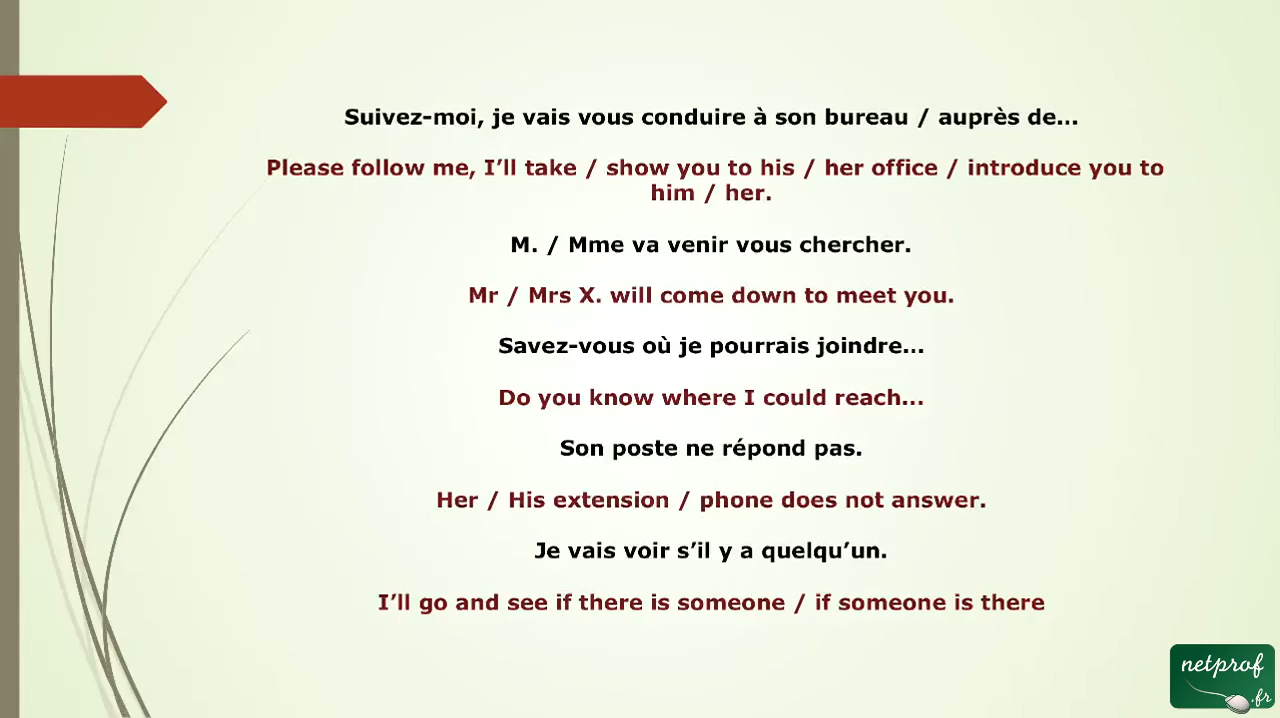 Suivez-moi, je vais vous conduire à son bureau / auprès de...
Please follow me, I’ll take / show you to his / her office / introduce you to
him / her.
M. / Mme va venir vous chercher.
Mr / Mrs X. will come down to meet you.
Savez-vous où je pourrais joindre...
Do you know where I could reach...
Son poste ne répond pas.
Her / His extension / phone does not answer.
Je vais voir s’il y a quelqu’un.
I’ll go and see if there is someone / if someone is there
netprof
.fr